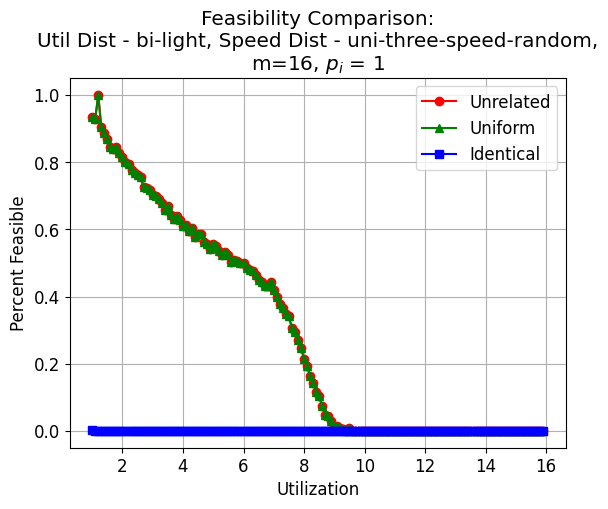 Feasibility Comparison:
Util Dist - bi-light, Speed Dist - uni-three-speed-random,
m=16, $p_i$ = 1
1.0
0.8
0.6
0.4
0.2
0.0
Percent Feasible
Unrelated
Uniform
Identical
2 4 6 8 10 12 14 16
Utilization